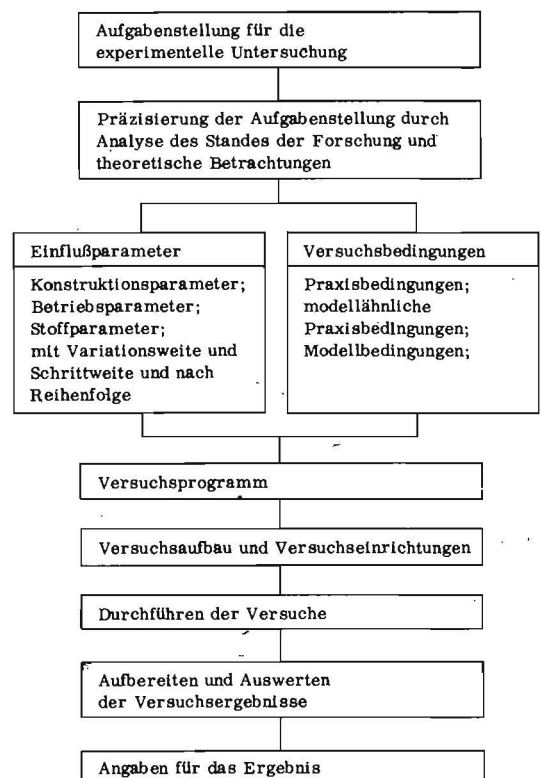 Aufgabenstellung für die
experimentelle Untersuchung
Präzisierung der Aufgabenstellung durch
Analyse des Standes der Forschung und
theoretische Betrachtungen
Einflußparameter
Konstruktionsparameter;
Betriebsparameter;
Stoffparameter;
mit Variationsweite und
Schrittweite und nach
Reihenfolge
Versuchsbedingungen
Praxisbedingungen;
modellähnliche
Praxisbedingungen;
Modellbedingungen;
Versuchsprogramm
Versuchsaufbau und Versuchseinrichtungen
Durchführen der Versuche
Aufbereiten und Auswerten
der Versuchsergebnisse
Angaben für das Ergebnis